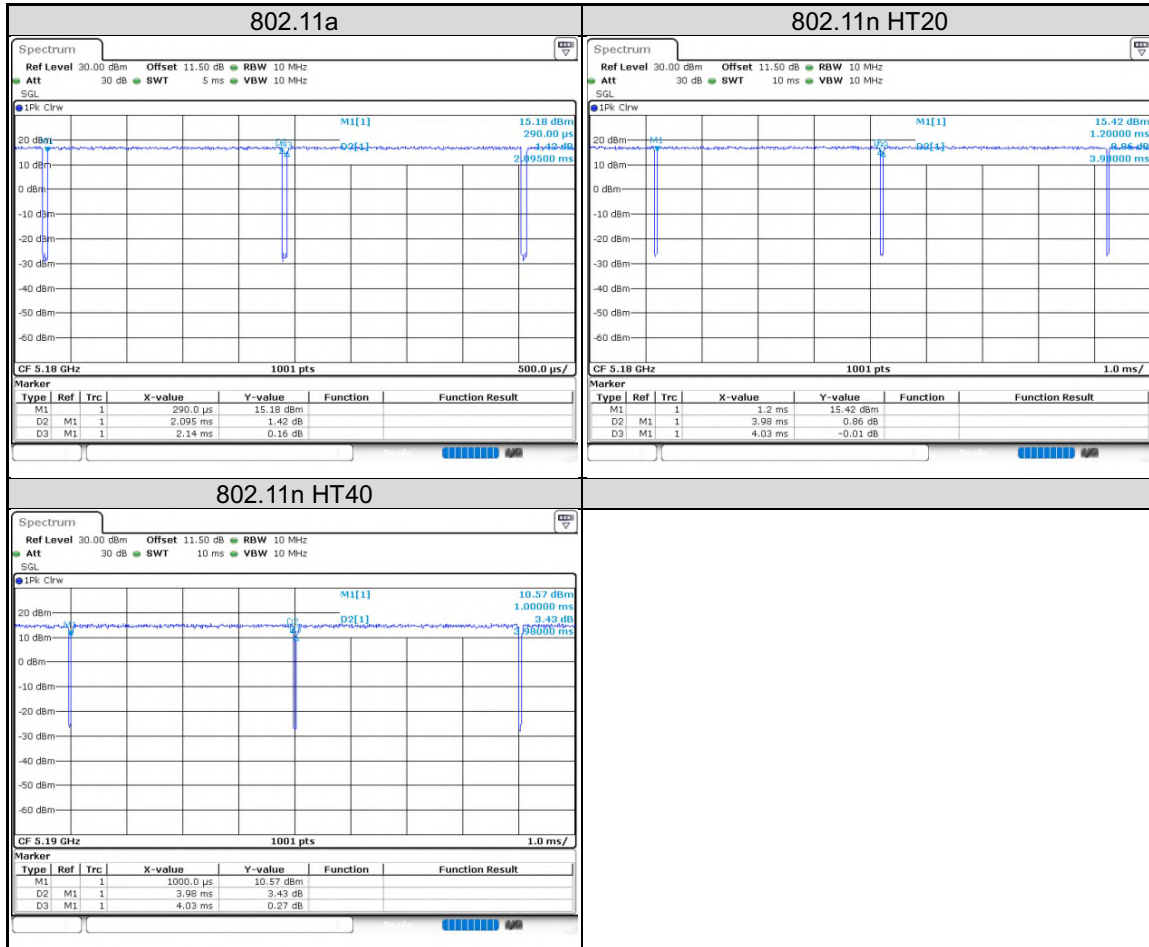 802.11a
Spectrum
Ref Level 30.00 dBm Offset 11.50 dB RBW 10 MHz
Att 30 dB SWT 5 ms VBW 10 MHz
SGL
1Pk Clrw
M1[1] 15.18 dBm
290.00 µs
D2[1] 1.42 dB
2.09500 ms
20 dBm
10 dBm
0 dBm
-10 dBm
-20 dBm
-30 dBm
-40 dBm
-50 dBm
-60 dBm
CF 5.18 GHz 1001 pts 500.0 µs/
Marker
Type Ref Trc X-value Y-value Function Function Result
M1 1 290.0 µs 15.18 dBm
D2 M1 1 2.095 ms 1.42 dB
D3 M1 1 2.14 ms 0.16 dB
802.11n HT20
Spectrum
Ref Level 30.00 dBm Offset 11.50 dB RBW 10 MHz
Att 30 dB SWT 10 ms VBW 10 MHz
SGL
1Pk Clrw
M1[1] 15.42 dBm
1.20000 ms
D2[1] 0.86 dB
3.98000 ms
20 dBm
M1
10 dBm
0 dBm
-10 dBm
-20 dBm
-30 dBm
-40 dBm
-50 dBm
-60 dBm
CF 5.18 GHz 1001 pts 1.0 ms/
Marker
Type Ref Trc X-value Y-value Function Function Result
M1 1 1.2 ms 15.42 dBm
D2 M1 1 3.98 ms 0.86 dB
D3 M1 1 4.03 ms -0.01 dB
802.11n HT40
Spectrum
Ref Level 30.00 dBm Offset 11.50 dB RBW 10 MHz
Att 30 dB SWT 10 ms VBW 10 MHz
SGL
1Pk Clrw
M1[1] 10.57 dBm
1.00000 ms
D2[1] 3.43 dB
3.98000 ms
20 dBm
10 dBm
0 dBm
-10 dBm
-20 dBm
-30 dBm
-40 dBm
-50 dBm
-60 dBm
CF 5.19 GHz 1001 pts 1.0 ms/
Marker
Type Ref Trc X-value Y-value Function Function Result
M1 1 1000.0 µs 10.57 dBm
D2 M1 1 3.98 ms 3.43 dB
D3 M1 1 4.03 ms 0.27 dB